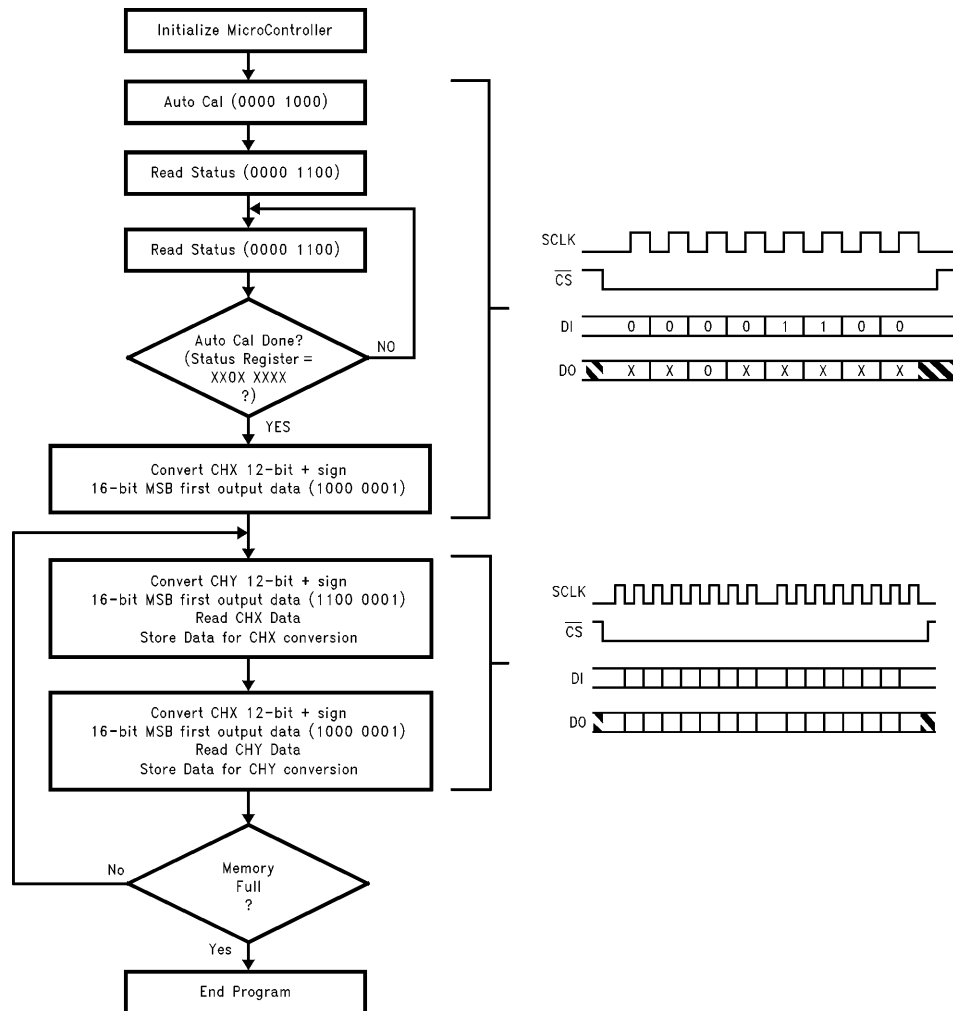 Initialize MicroController
Auto Cal (0000 1000)
Read Status (0000 1100)
Read Status (0000 1100)
Auto Cal Done?
(Status Register =
XX0X XXXX
?)
NO
YES
Convert CHX 12-bit + sign
16-bit MSB first output data (1000 0001)
Convert CHY 12-bit + sign
16-bit MSB first output data (1100 0001)
Read CHX Data
Store Data for CHX conversion
Convert CHX 12-bit + sign
16-bit MSB first output data (1000 0001)
Read CHY Data
Store Data for CHY conversion
Memory
Full
?
No
Yes
End Program
SCLK
CS
DI 0 0 0 0 1 1 0 0
DO X X 0 X X X X X
SCLK
CS
DI
DO